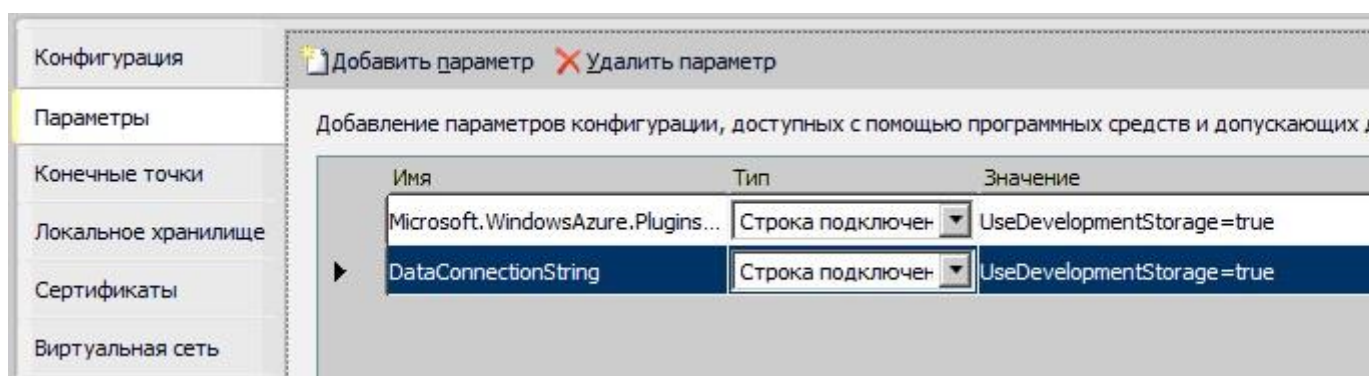 Конфигурация
Параметры
Конечные точки
Локальное хранилище
Сертификаты
Виртуальная сеть
Добавить параметр Удалить параметр
Добавление параметров конфигурации, доступных с помощью программных средств и допускающих
Имя Тип Значение
Microsoft.WindowsAzure.Plugins... Строка подключен UseDevelopmentStorage=true
DataConnectionString Строка подключен UseDevelopmentStorage=true